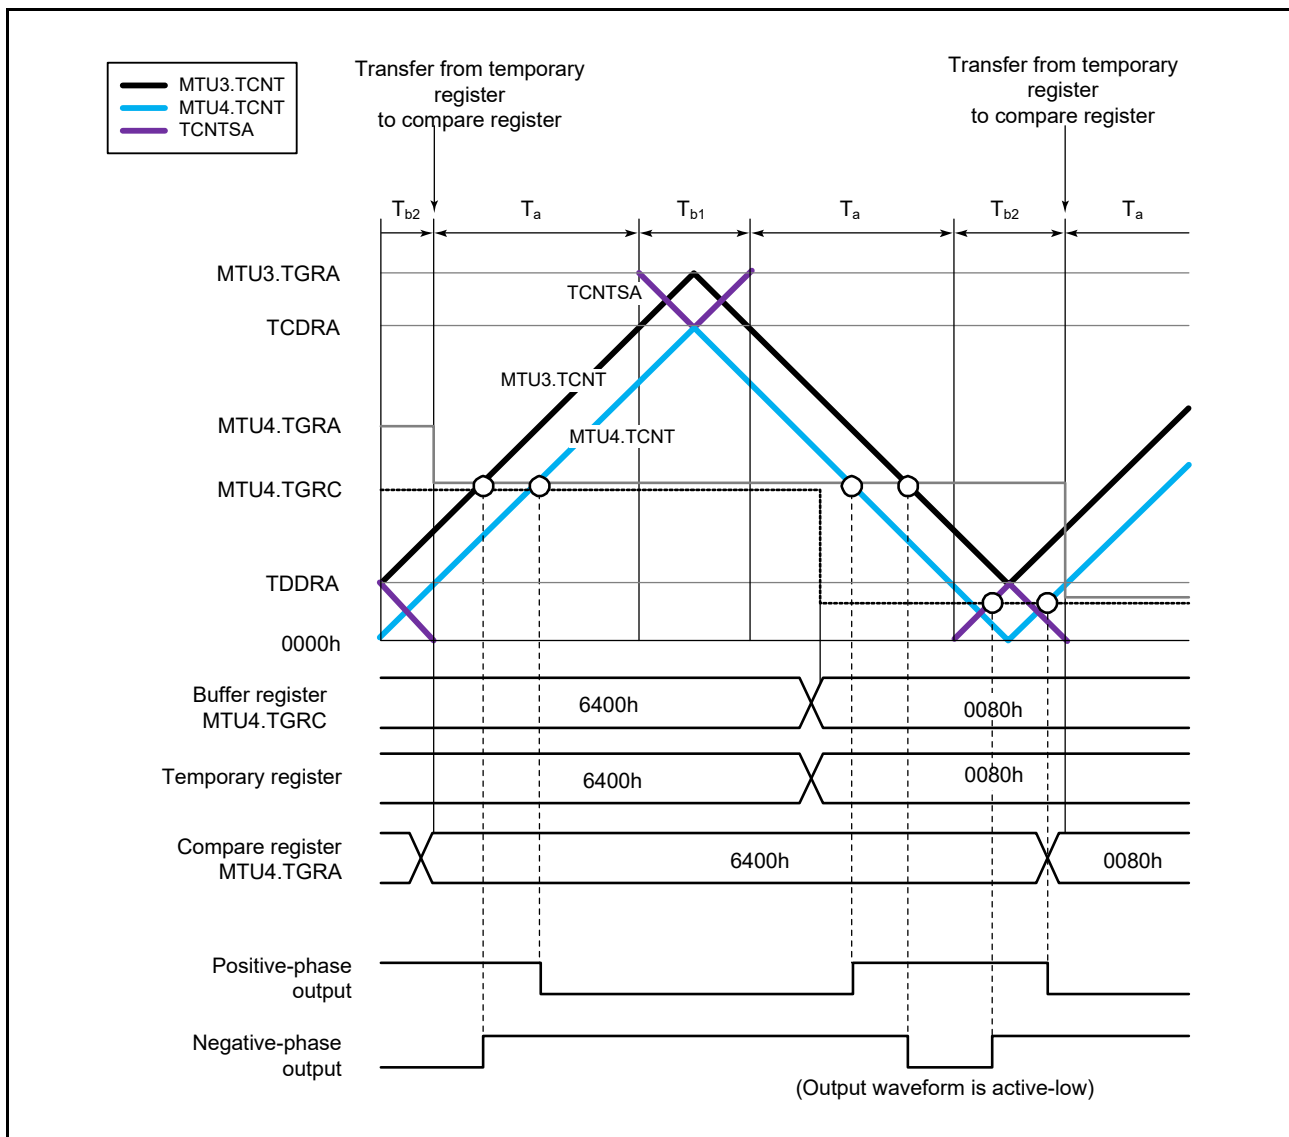 MTU3.TCNT
MTU4.TCNT
TCNTSA
Transfer from temporary
register
to compare register
Transfer from temporary
register
to compare register
Tb2
Ta
Tb1
Ta
Tb2
Ta
MTU3.TGRA
TCNTSA
TCDRA
MTU3.TCNT
MTU4.TGRA
MTU4.TCNT
MTU4.TGRC
TDDRA
0000h
Buffer register
MTU4.TGRC
6400h
0080h
Temporary register
6400h
0080h
Compare register
MTU4.TGRA
6400h
0080h
Positive-phase
output
Negative-phase
output
(Output waveform is active-low)